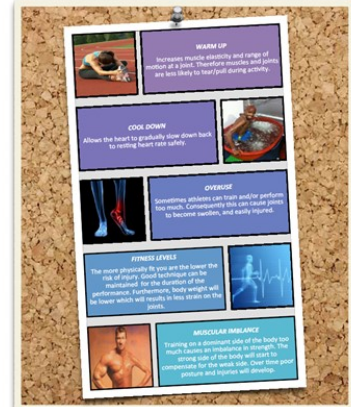 WARM UP
Increases muscle elasticity and range of
motion at a joint. Therefore muscles and joints
are less likely to tear/pull during activity.
COOL DOWN
Allows the heart to gradually slow down back
to resting heart rate safely.
OVERUSE
Sometimes athletes can train and/or perform
too much. Consequently this can cause joints
to become swollen, and easily injured.
FITNESS LEVELS
The more physically fit you are the lower the
risk of injury. Good technique can be
maintained for the duration of the
performance. Furthermore, body weight will
be lower which will results in less strain on the
joints.
MUSCULAR IMBLANCE
Training on a dominant side of the body too
much causes an imbalance in strength. The
strong side of the body will start to
compensate for the weak side. Over time poor
posture and injuries will develop.